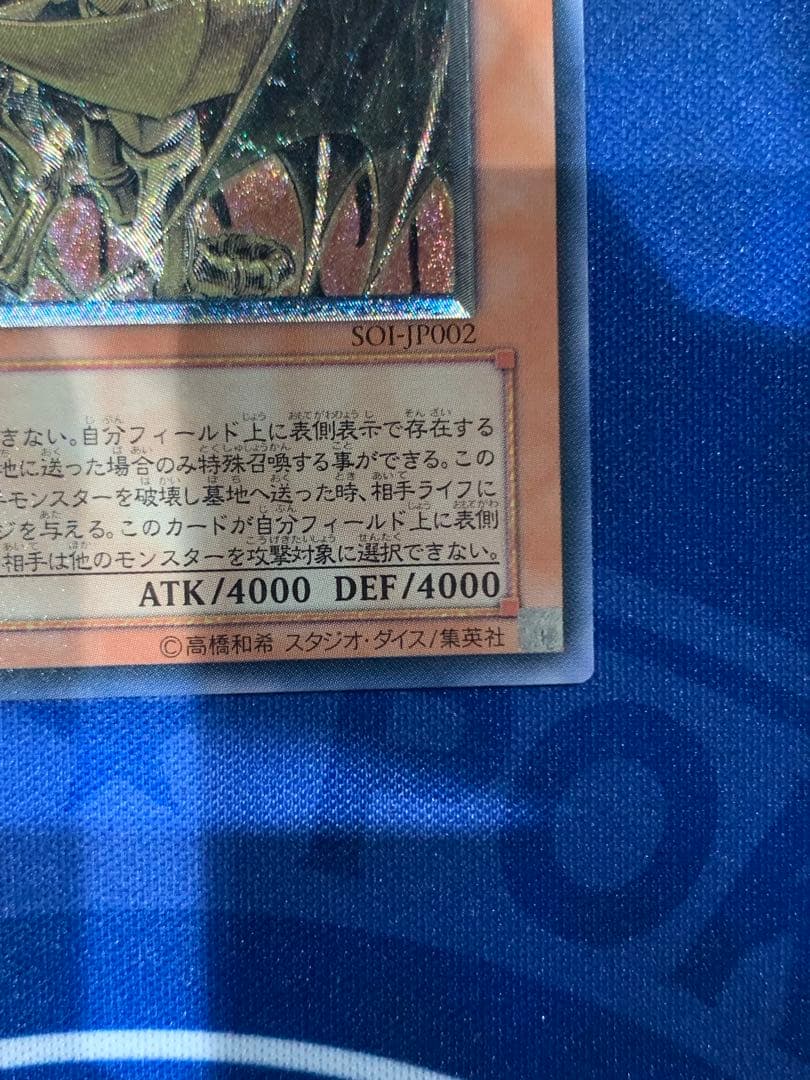 SOI-JP002
きない。自分フィールド上に表側表示で存在する
地に送った場合のみ特殊召喚する事ができる。この
モンスターを破壊し墓地へ送った時、相手ライフに
ジを与える。このカードが自分フィールド上に表側
相手は他のモンスターを攻撃対象に選択できない。
ATK/4000 DEF/4000
©高橋和希 スタジオ・ダイス/集英社